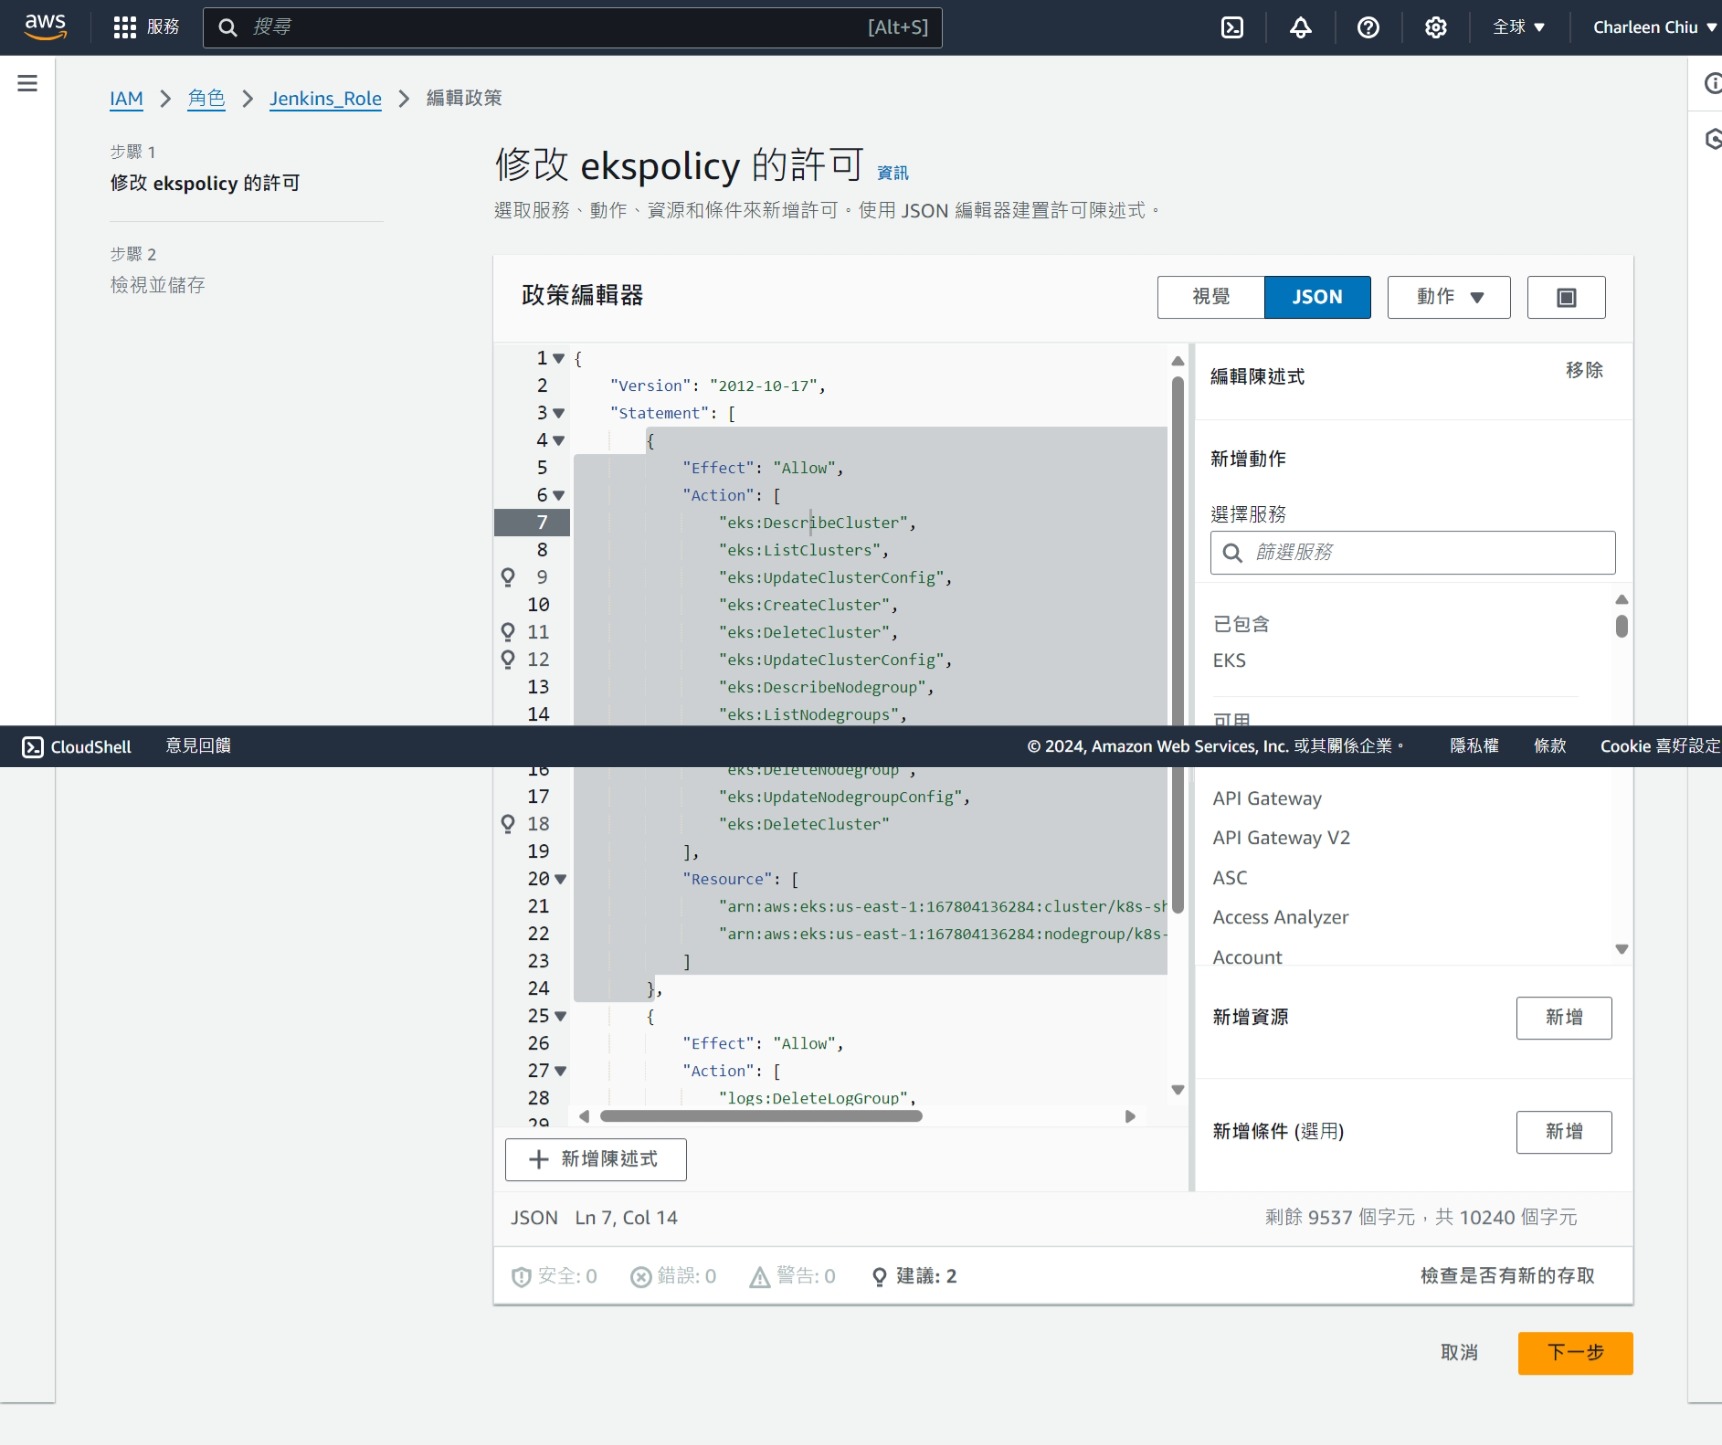 aws
服務
搜尋
[Alt+S]
全球
Charleen Chiu
IAM
角色
Jenkins_Role
編輯政策
步驟 1
修改 ekspolicy 的許可
步驟 2
檢視並儲存
修改 ekspolicy 的許可 資訊
選取服務、動作、資源和條件來新增許可。使用 JSON 編輯器建置許可陳述式。
政策編輯器
視覺
JSON
動作
1 {
2 "Version": "2012-10-17",
3 "Statement": [
4 {
5 "Effect": "Allow",
6 "Action": [
7 "eks:DescribeCluster",
8 "eks:ListClusters",
9 "eks:UpdateClusterConfig",
10 "eks:CreateCluster",
11 "eks:DeleteCluster",
12 "eks:UpdateClusterConfig",
13 "eks:DescribeNodegroup",
14 "eks:ListNodegroups",
編輯陳述式
移除
新增動作
選擇服務
篩選服務
已包含
EKS
可用
CloudShell
意見回饋
© 2024, Amazon Web Services, Inc. 或其關係企業。
隱私權
條款
Cookie 喜好設定
16 "eks:DeleteNodegroup",
17 "eks:UpdateNodegroupConfig",
18 "eks:DeleteCluster"
19 ],
20 "Resource": [
21 "arn:aws:eks:us-east-1:167804136284:cluster/k8s-sh
22 "arn:aws:eks:us-east-1:167804136284:nodegroup/k8s-
23 ]
24 },
25 {
26 "Effect": "Allow",
27 "Action": [
28 "logs:DeleteLogGroup",
29
API Gateway
API Gateway V2
ASC
Access Analyzer
Account
新增資源
新增
新增條件 (選用)
新增
新增陳述式
JSON Ln 7, Col 14
剩餘 9537 個字元，共 10240 個字元
安全: 0
錯誤: 0
警告: 0
建議: 2
檢查是否有新的存取
取消
下一步